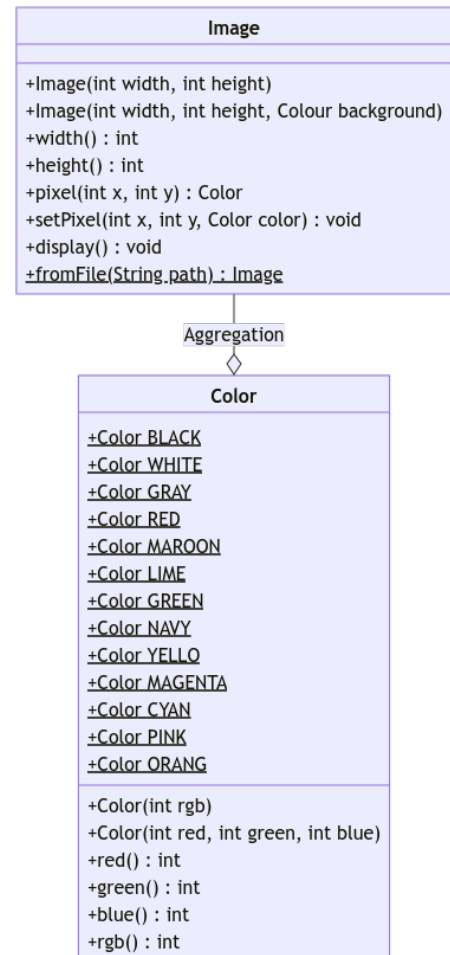 Image
+Image(int width, int height)
+Image(int width, int height, Colour background)
+width() : int
+height() : int
+pixel(int x, int y) : Color
+setPixel(int x, int y, Color color) : void
+display() : void
+fromFile(String path) : Image
Aggregation
Color
+Color BLACK
+Color WHITE
+Color GRAY
+Color RED
+Color MAROON
+Color LIME
+Color GREEN
+Color NAVY
+Color YELLO
+Color MAGENTA
+Color CYAN
+Color PINK
+Color ORANG
+Color(int rgb)
+Color(int red, int green, int blue)
+red() : int
+green() : int
+blue() : int
+rgb() : int